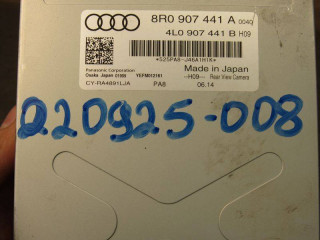 8R0 907 441 A 0040
4L0 907 441 B H09
Made in Japan
Panasonic Corporation
Osaka Japan
--H09-- Rear View Camera
CY-RA4891LJA PA8 06.14
220925-008